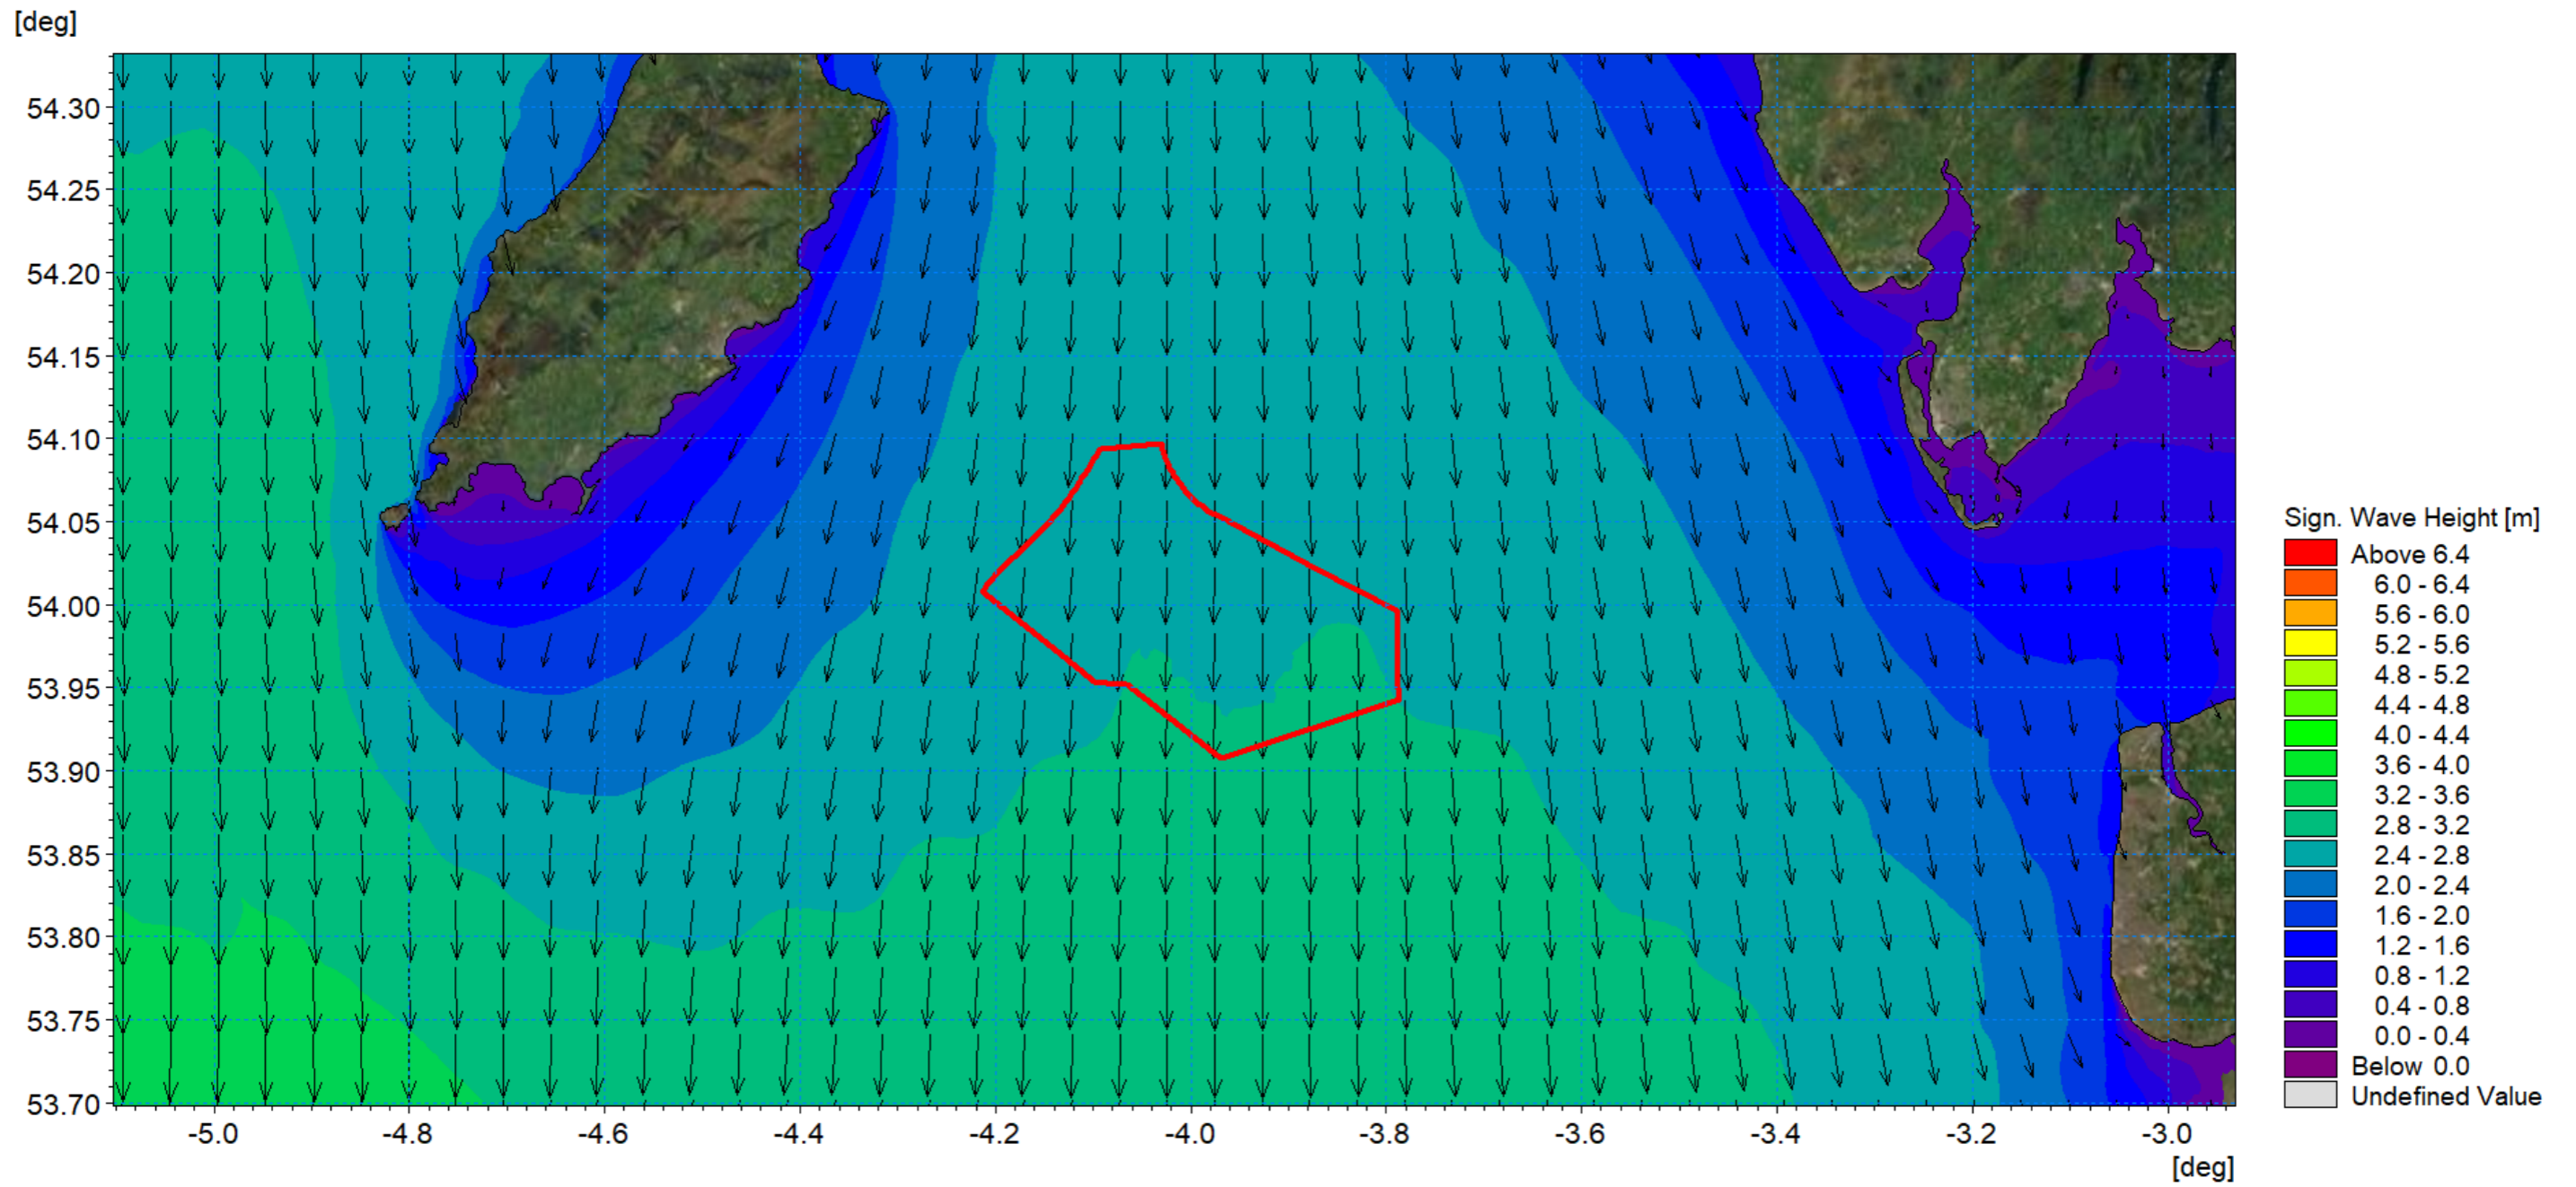 [deg]
54.30
54.25
54.20
54.15
54.10
54.05
54.00
53.95
53.90
53.85
53.80
53.75
53.70
-5.0 -4.8 -4.6 -4.4 -4.2 -4.0 -3.8 -3.6 -3.4 -3.2 -3.0
[deg]
Sign. Wave Height [m]
Above 6.4
6.0 - 6.4
5.6 - 6.0
5.2 - 5.6
4.8 - 5.2
4.4 - 4.8
4.0 - 4.4
3.6 - 4.0
3.2 - 3.6
2.8 - 3.2
2.4 - 2.8
2.0 - 2.4
1.6 - 2.0
1.2 - 1.6
0.8 - 1.2
0.4 - 0.8
0.0 - 0.4
Below 0.0
Undefined Value